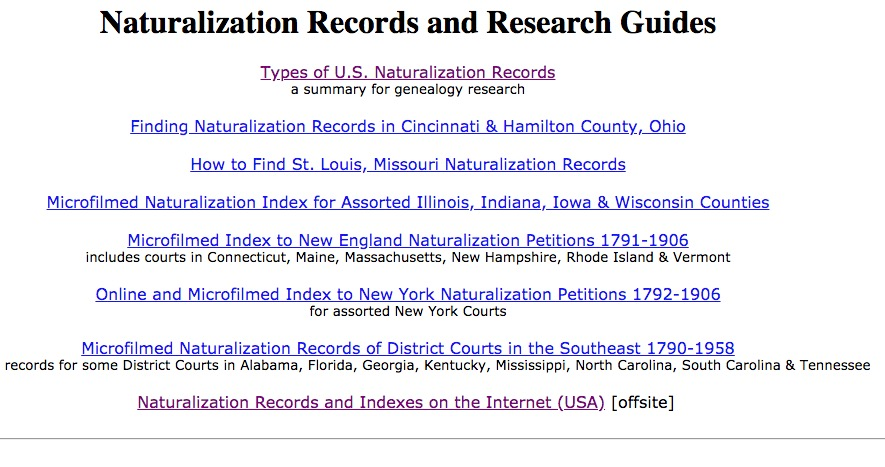 Naturalization Records and Research Guides
Types of U.S. Naturalization Records
a summary for genealogy research
Finding Naturalization Records in Cincinnati & Hamilton County, Ohio
How to Find St. Louis, Missouri Naturalization Records
Microfilmed Naturalization Index for Assorted Illinois, Indiana, Iowa & Wisconsin Counties
Microfilmed Index to New England Naturalization Petitions 1791-1906
includes courts in Connecticut, Maine, Massachusetts, New Hampshire, Rhode Island & Vermont
Online and Microfilmed Index to New York Naturalization Petitions 1792-1906
for assorted New York Courts
Microfilmed Naturalization Records of District Courts in the Southeast 1790-1958
records for some District Courts in Alabama, Florida, Georgia, Kentucky, Mississippi, North Carolina, South Carolina & Tennessee
Naturalization Records and Indexes on the Internet (USA) [offsite]